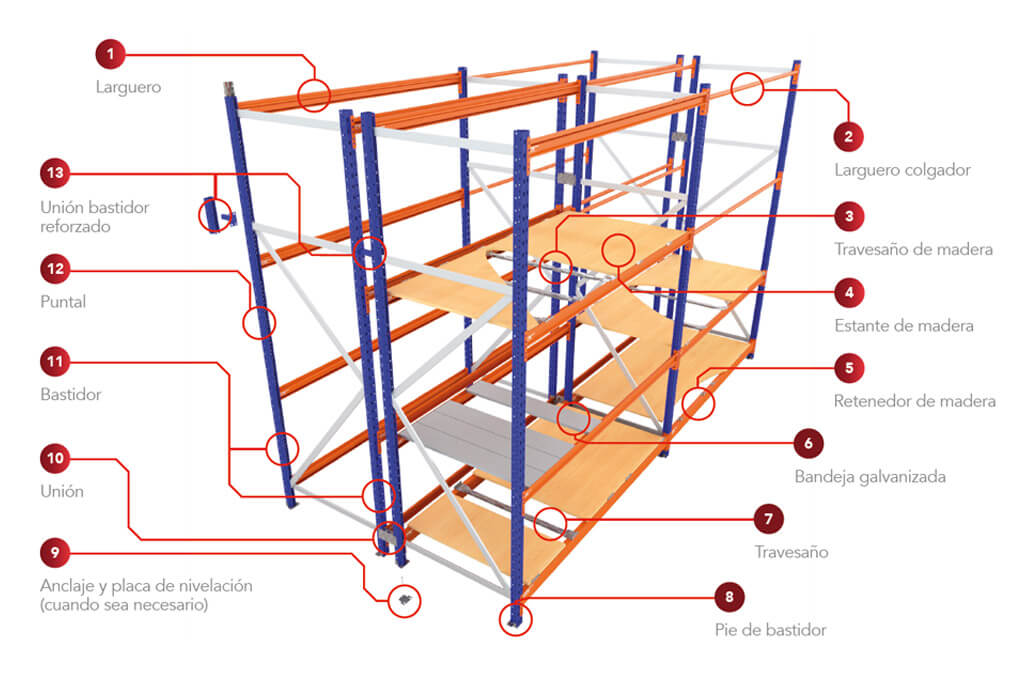 1
Larguero
2
Larguero colgador
13
Unión bastidor
reforzado
3
Travesaño de madera
12
Puntal
4
Estante de madera
11
Bastidor
5
Retenedor de madera
10
Unión
6
Bandeja galvanizada
7
Travesaño
9
Anclaje y placa de nivelación
(cuando sea necesario)
8
Pie de bastidor